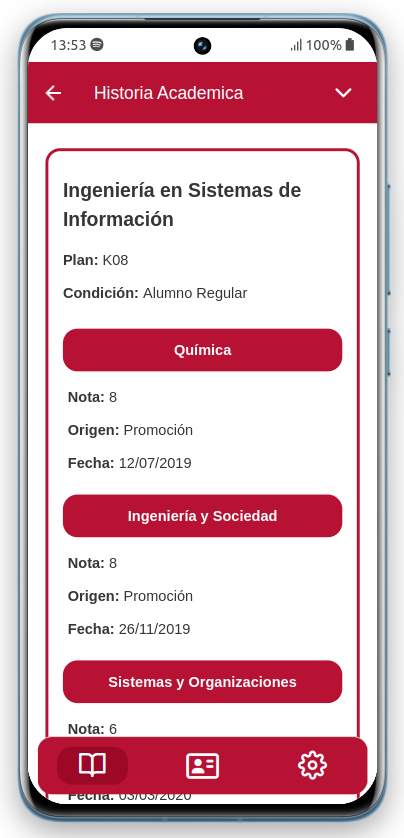 13:53
100%
Historia Academica
Ingeniería en Sistemas de
Información
Plan: K08
Condición: Alumno Regular
Química
Nota: 8
Origen: Promoción
Fecha: 12/07/2019
Ingeniería y Sociedad
Nota: 8
Origen: Promoción
Fecha: 26/11/2019
Sistemas y Organizaciones
Nota: 6
Fecha: 03/03/2020